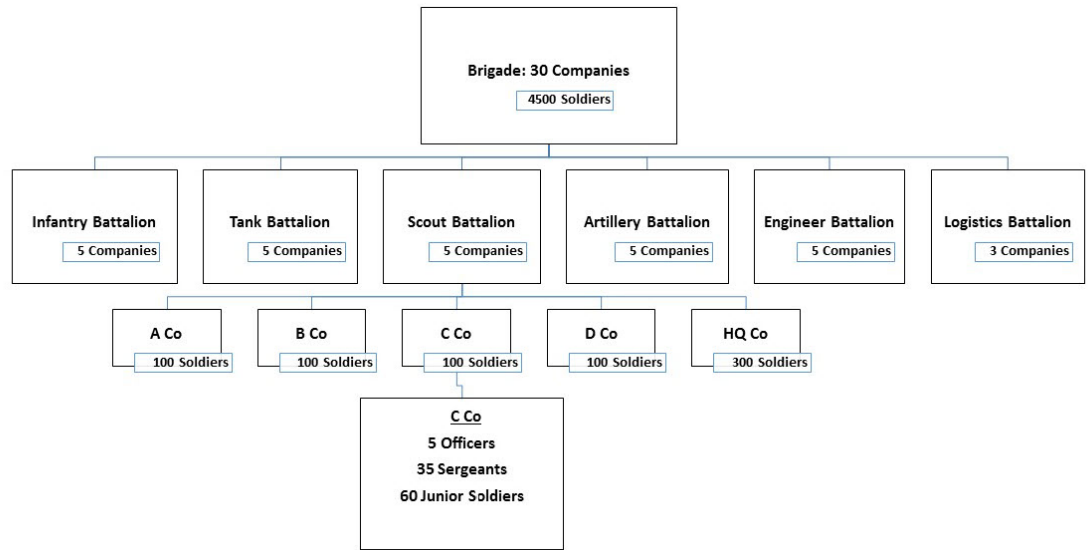 Brigade: 30 Companies
4500 Soldiers
Infantry Battalion
5 Companies
Tank Battalion
5 Companies
Scout Battalion
5 Companies
Artillery Battalion
5 Companies
Engineer Battalion
5 Companies
Logistics Battalion
3 Companies
A Co
100 Soldiers
B Co
100 Soldiers
C Co
100 Soldiers
D Co
100 Soldiers
HQ Co
300 Soldiers
C Co
5 Officers
35 Sergeants
60 Junior Soldiers